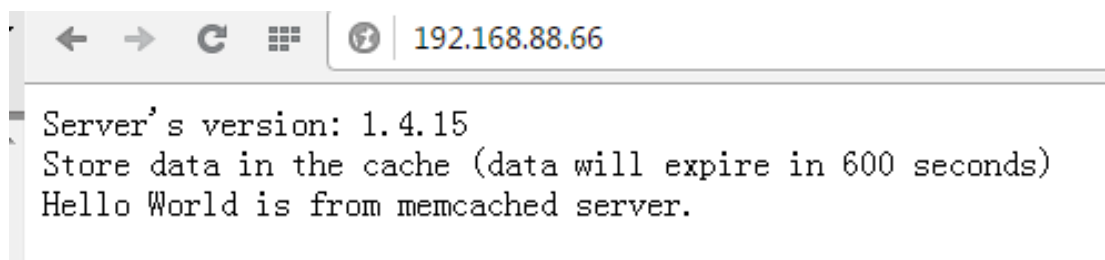 192.168.88.66
Server's version: 1.4.15
Store data in the cache (data will expire in 600 seconds)
Hello World is from memcached server.